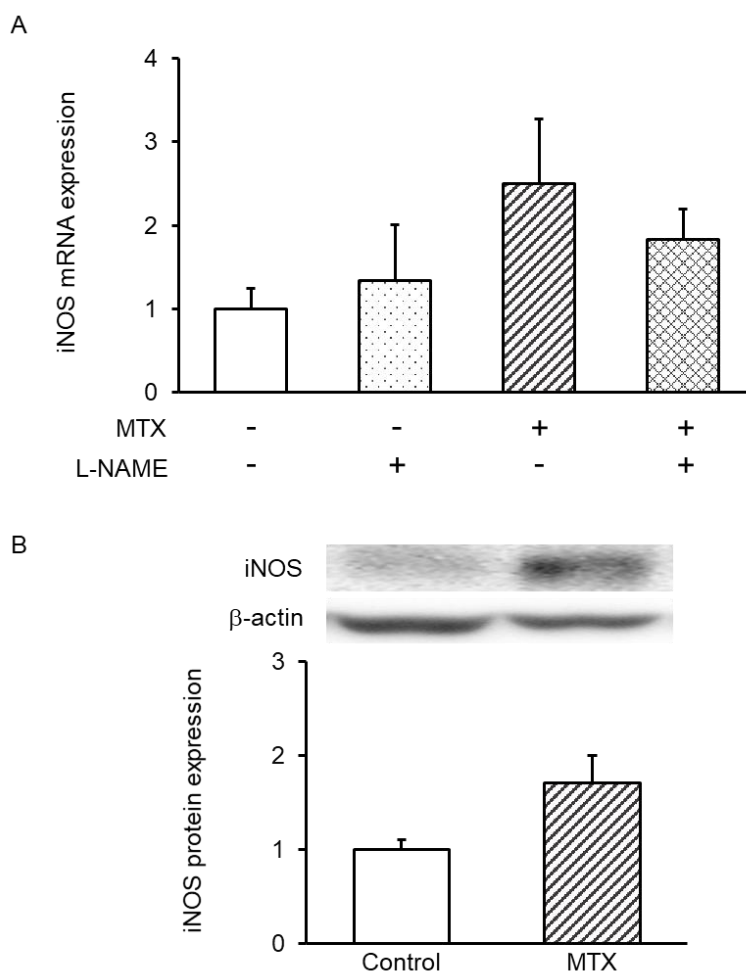 A
4
3
2
1
0
iNOS mRNA expression
MTX - - + +
L-NAME - + - +
B
iNOS
β-actin
3
2
1
0
iNOS protein expression
Control MTX